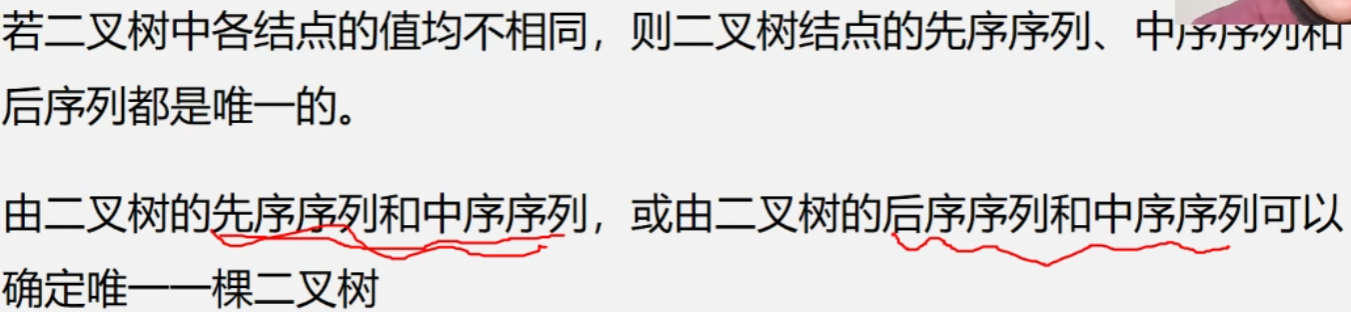 若二叉树中各结点的值均不相同，则二叉树结点的先序序列、中序序列和
后序列都是唯一的。
由二叉树的先序序列和中序序列，或由二叉树的后序序列和中序序列可以
确定唯一一棵二叉树